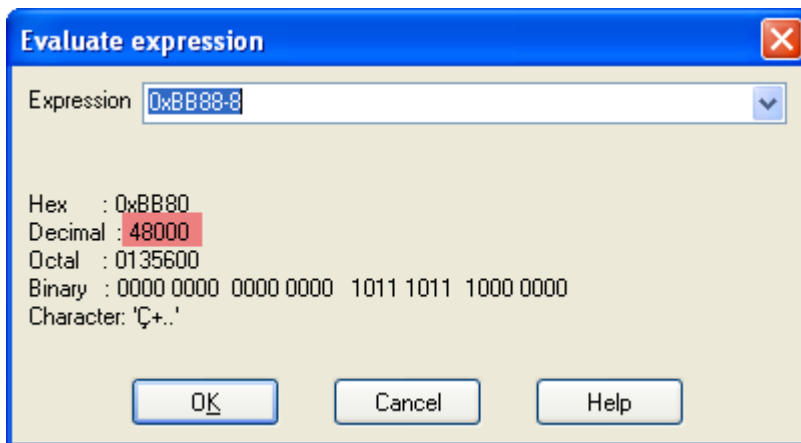 Evaluate expression
Expression 0xBB88-8
Hex : 0xBB80
Decimal : 48000
Octal : 0135600
Binary : 0000 0000 0000 0000 1011 1011 1000 0000
Character: 'Ç+..'
OK Cancel Help